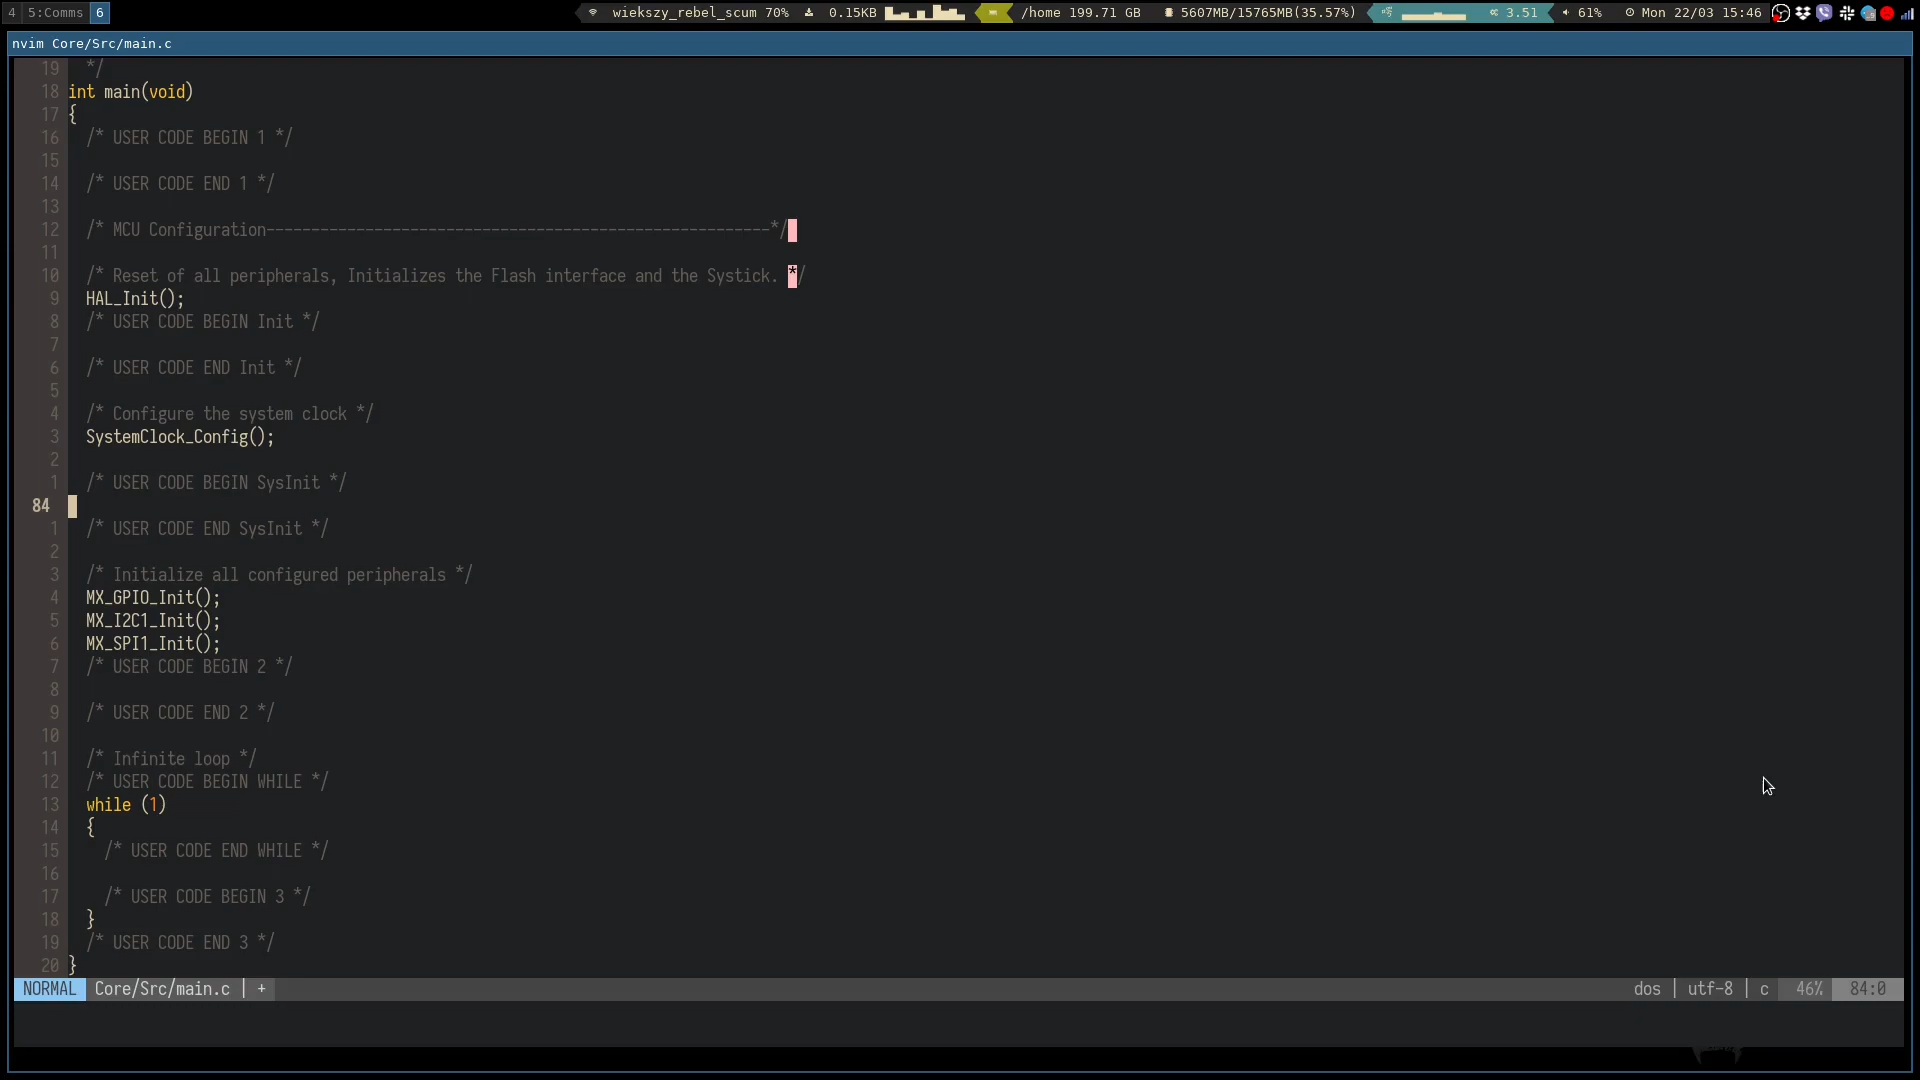 4 5:Comms 6 wiekszy_rebel_scum 70% 0.15KB /home 199.71 GB 5607MB/15765MB(35.57%) 3.51 61% Mon 22/03 15:46
nvim Core/Src/main.c
19 */
18 int main(void)
17 {
16 /* USER CODE BEGIN 1 */
15
14 /* USER CODE END 1 */
13
12 /* MCU Configuration--------------------------------------------------------*/
11
10 /* Reset of all peripherals, Initializes the Flash interface and the Systick. */
9 HAL_Init();
8 /* USER CODE BEGIN Init */
7
6 /* USER CODE END Init */
5
4 /* Configure the system clock */
3 SystemClock_Config();
2
1 /* USER CODE BEGIN SysInit */
84
1 /* USER CODE END SysInit */
2
3 /* Initialize all configured peripherals */
4 MX_GPIO_Init();
5 MX_I2C1_Init();
6 MX_SPI1_Init();
7 /* USER CODE BEGIN 2 */
8
9 /* USER CODE END 2 */
10
11 /* Infinite loop */
12 /* USER CODE BEGIN WHILE */
13 while (1)
14 {
15 /* USER CODE END WHILE */
16
17 /* USER CODE BEGIN 3 */
18 }
19 /* USER CODE END 3 */
20 }
NORMAL Core/Src/main.c | + dos | utf-8 | c 46% 84:0